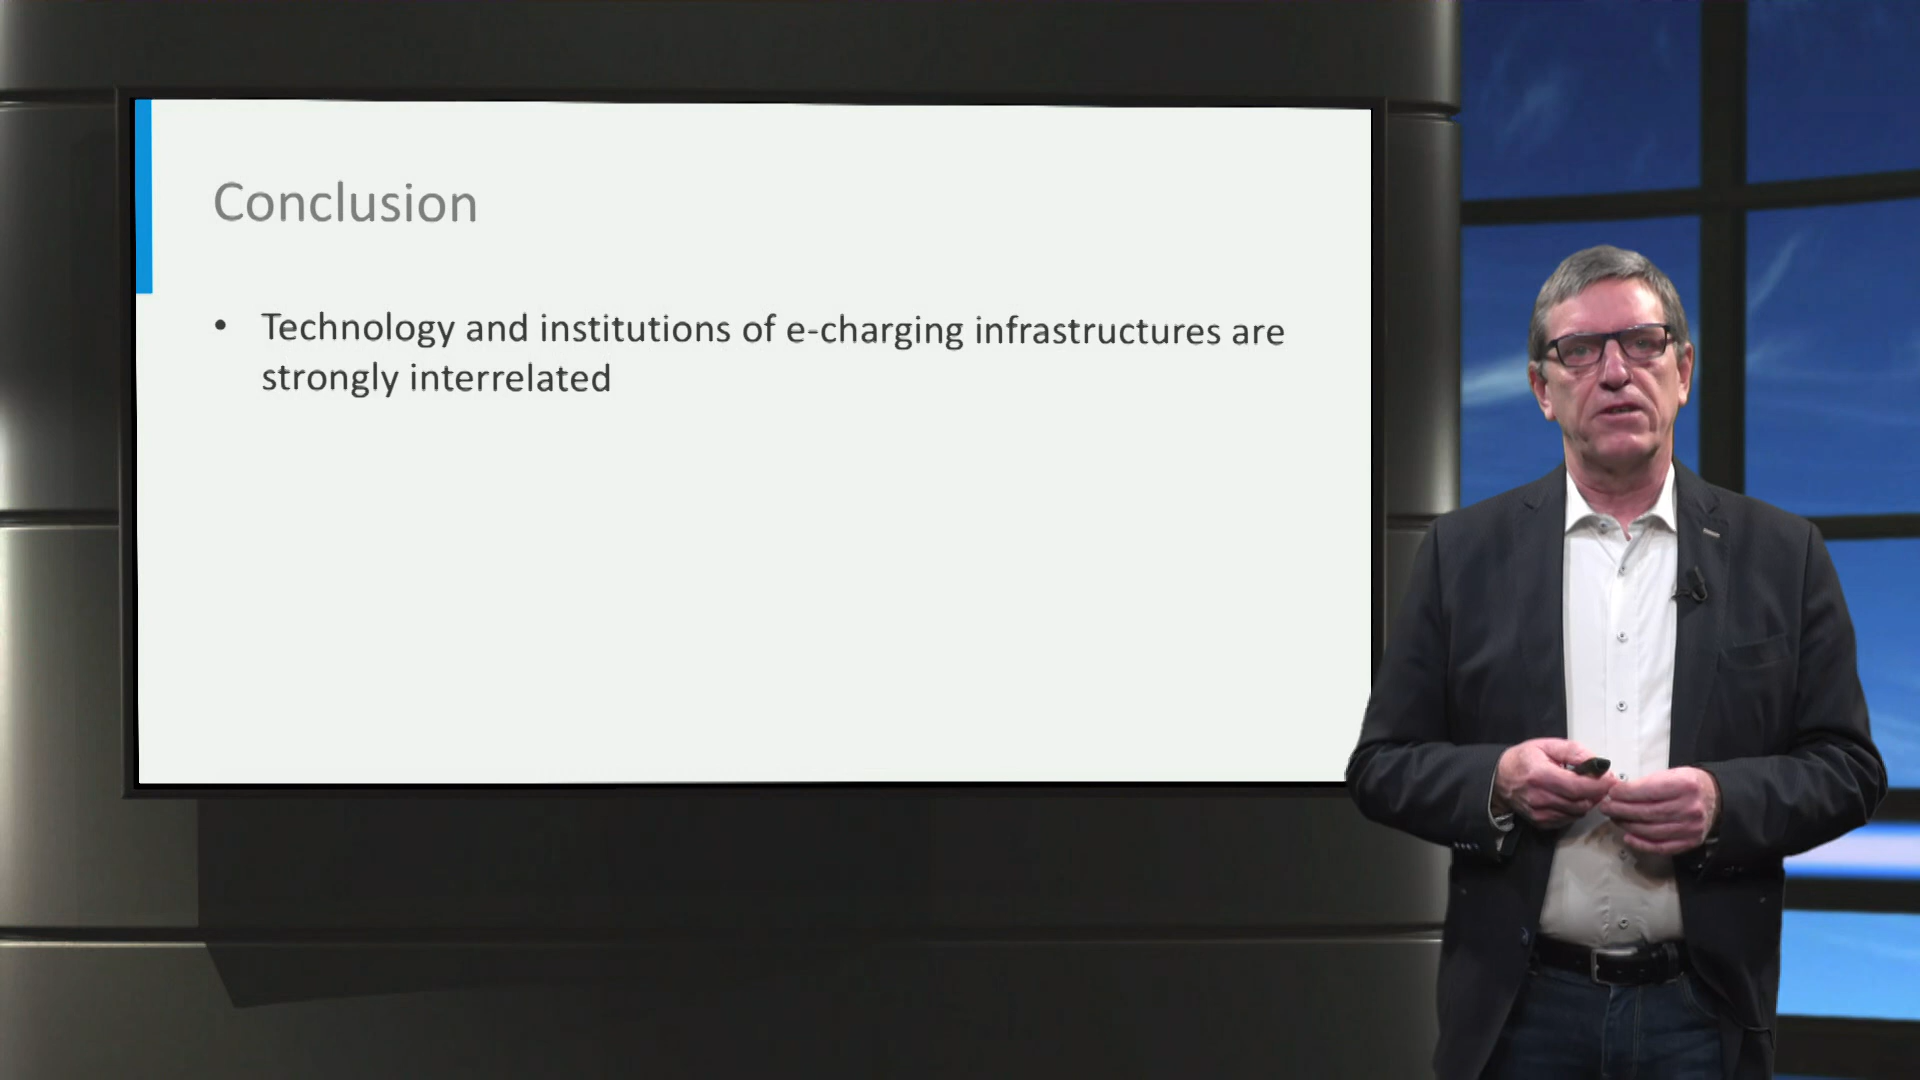 Conclusion
• Technology and institutions of e-charging infrastructures are
strongly interrelated